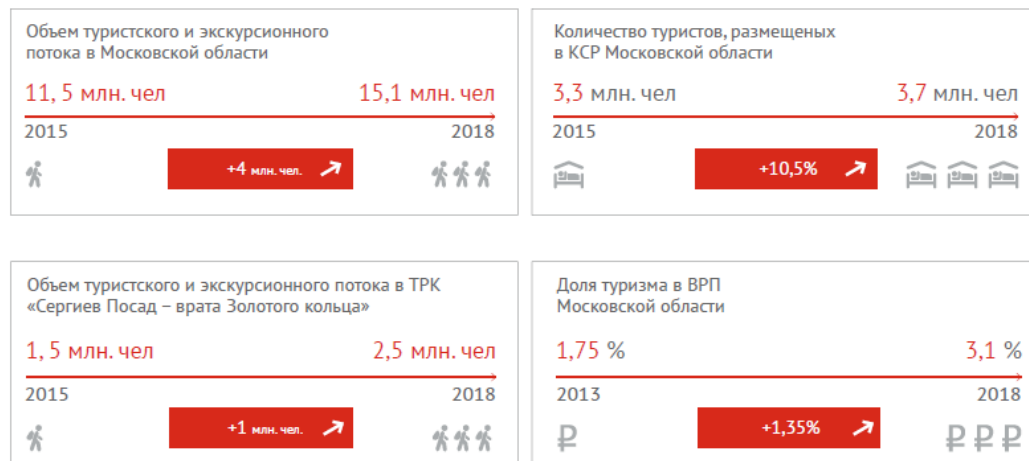 Объем туристского и экскурсионного
потока в Московской области
11, 5 млн. чел 15,1 млн. чел
2015 2018
+4 млн. чел.
Количество туристов, размещеных
в КСР Московской области
3,3 млн. чел 3,7 млн. чел
2015 2018
+10,5%
Объем туристского и экскурсионного потока в ТРК
«Сергиев Посад – врата Золотого кольца»
1, 5 млн. чел 2,5 млн. чел
2015 2018
+1 млн. чел.
Доля туризма в ВРП
Московской области
1,75 % 3,1 %
2013 2018
+1,35%